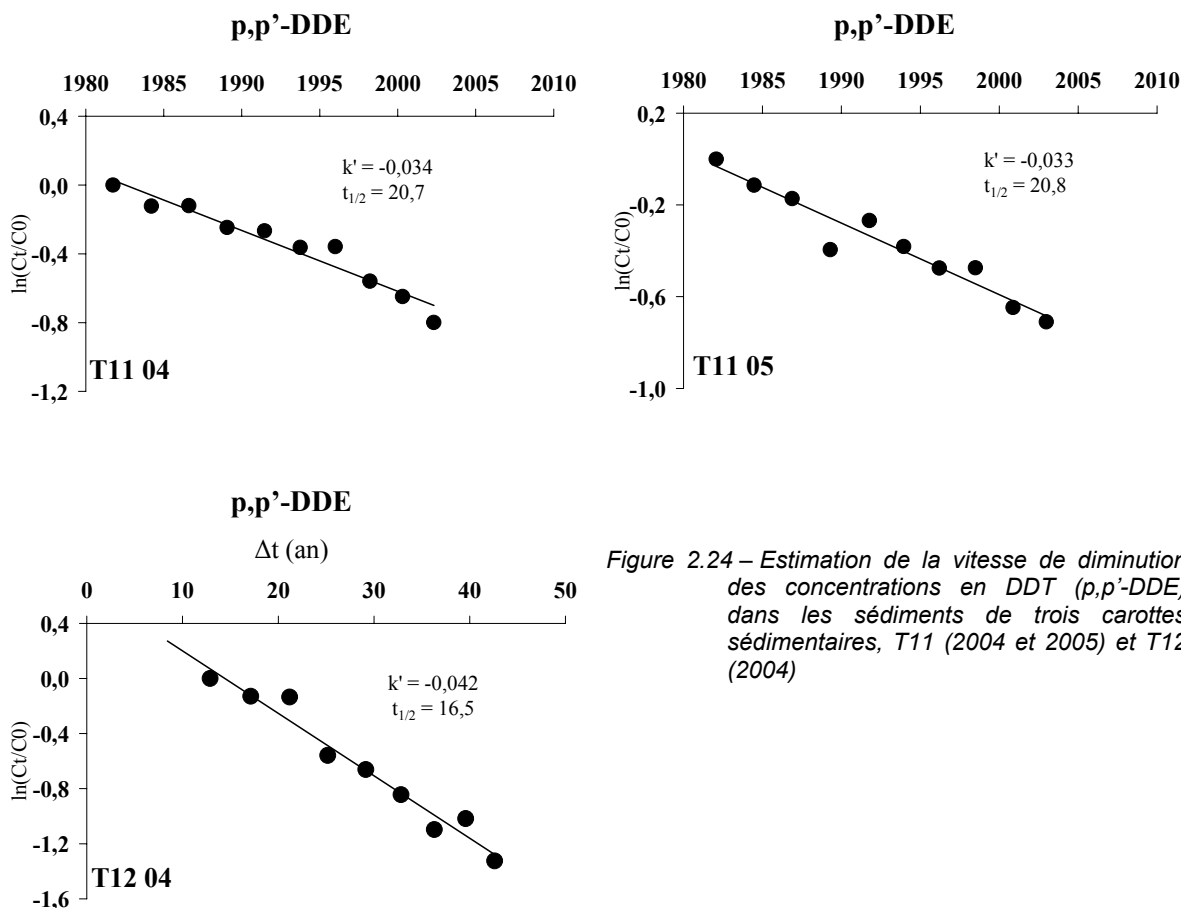 p,p’-DDE
1980 1985 1990 1995 2000 2005 2010
0,4
0,0
-0,4
-0,8
-1,2
ln(Ct/C0)
k' = -0,034
t1/2 = 20,7
T11 04
p,p’-DDE
1980 1985 1990 1995 2000 2005 2010
0,2
-0,2
-0,6
-1,0
ln(Ct/C0)
k' = -0,033
t1/2 = 20,8
T11 05
p,p’-DDE
Δt (an)
0 10 20 30 40 50
0,4
0,0
-0,4
-0,8
-1,2
-1,6
ln(Ct/C0)
k' = -0,042
t1/2 = 16,5
T12 04
Figure 2.24 – Estimation de la vitesse de diminution
des concentrations en DDT (p,p’-DDE)
dans les sédiments de trois carottes
sédimentaires, T11 (2004 et 2005) et T12
(2004)